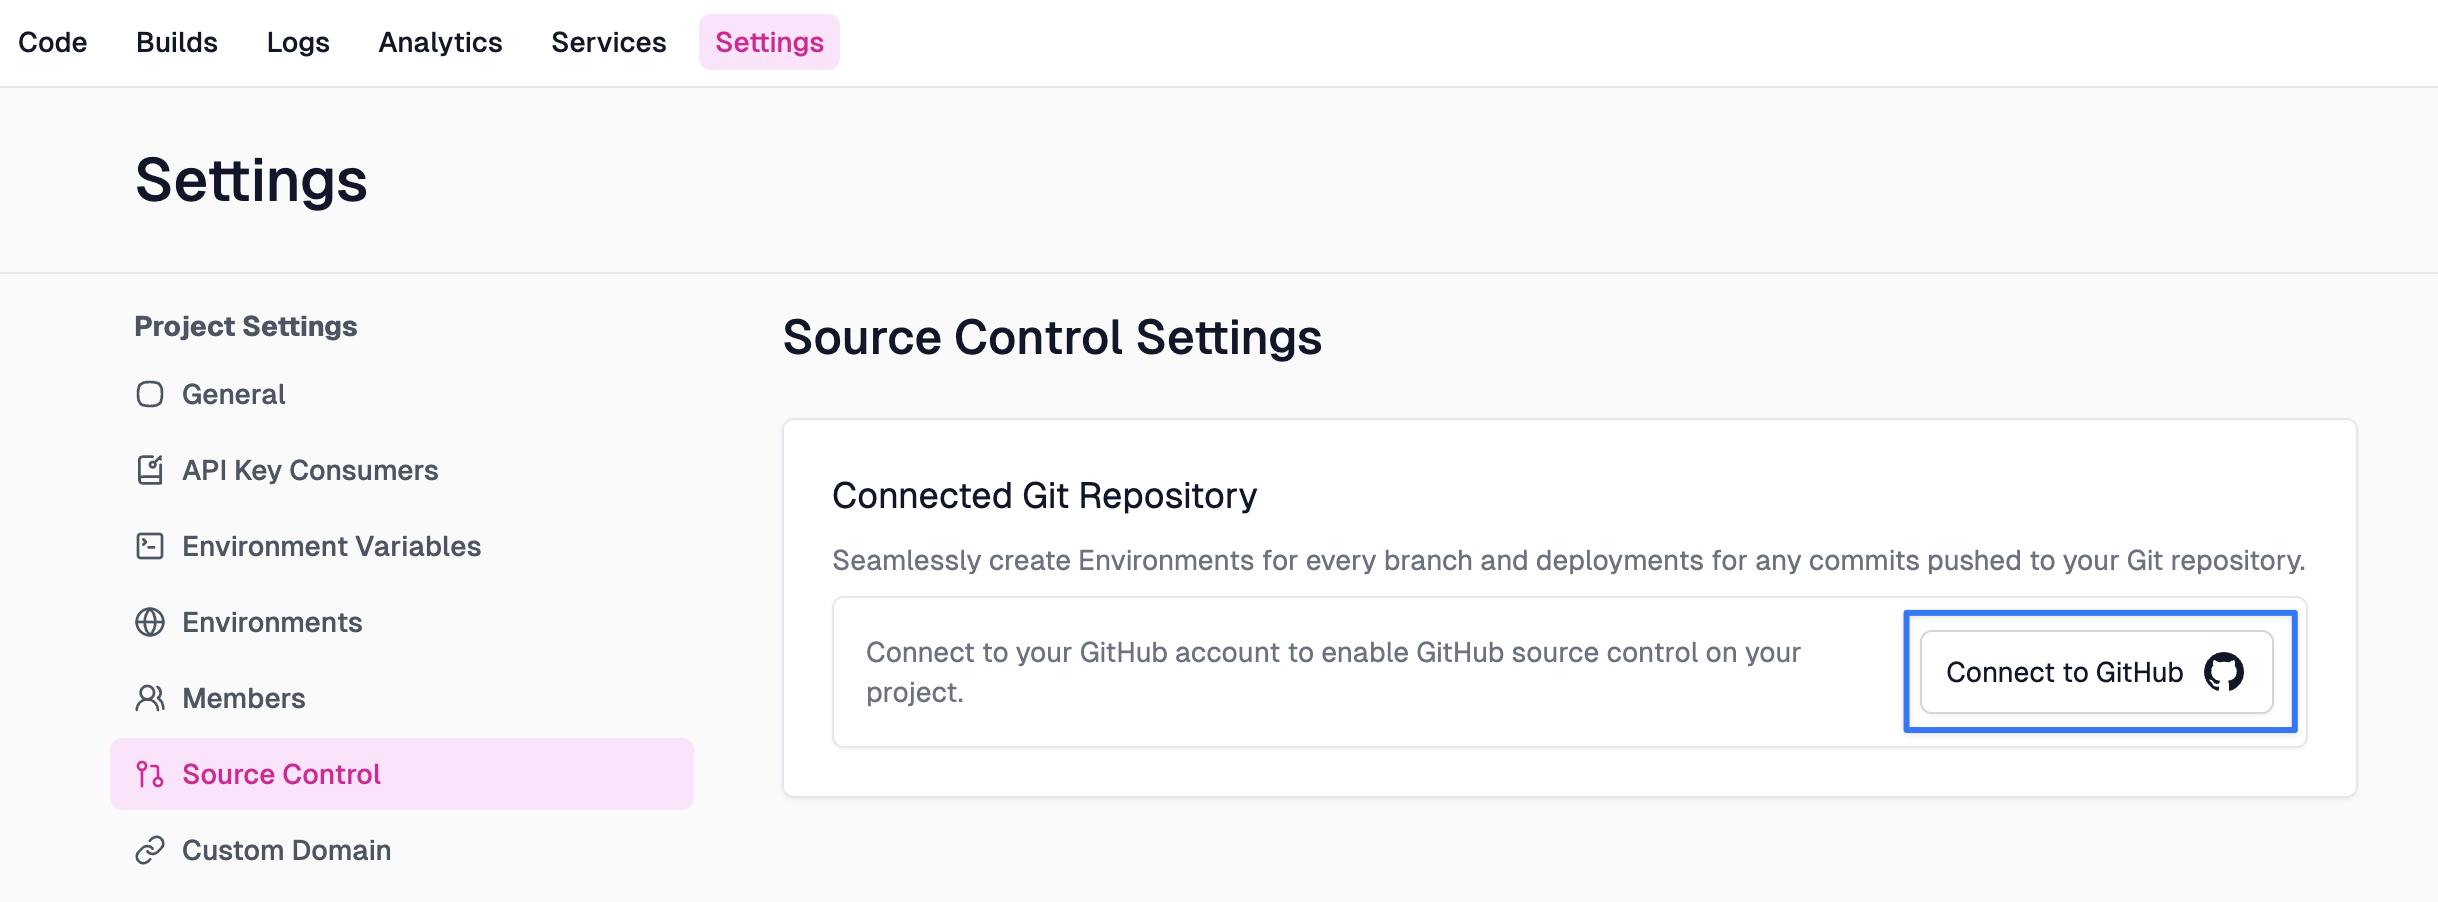 Code Builds Logs Analytics Services Settings
Settings
Project Settings
General
API Key Consumers
Environment Variables
Environments
Members
Source Control
Custom Domain
Source Control Settings
Connected Git Repository
Seamlessly create Environments for every branch and deployments for any commits pushed to your Git repository.
Connect to your GitHub account to enable GitHub source control on your
project.
Connect to GitHub